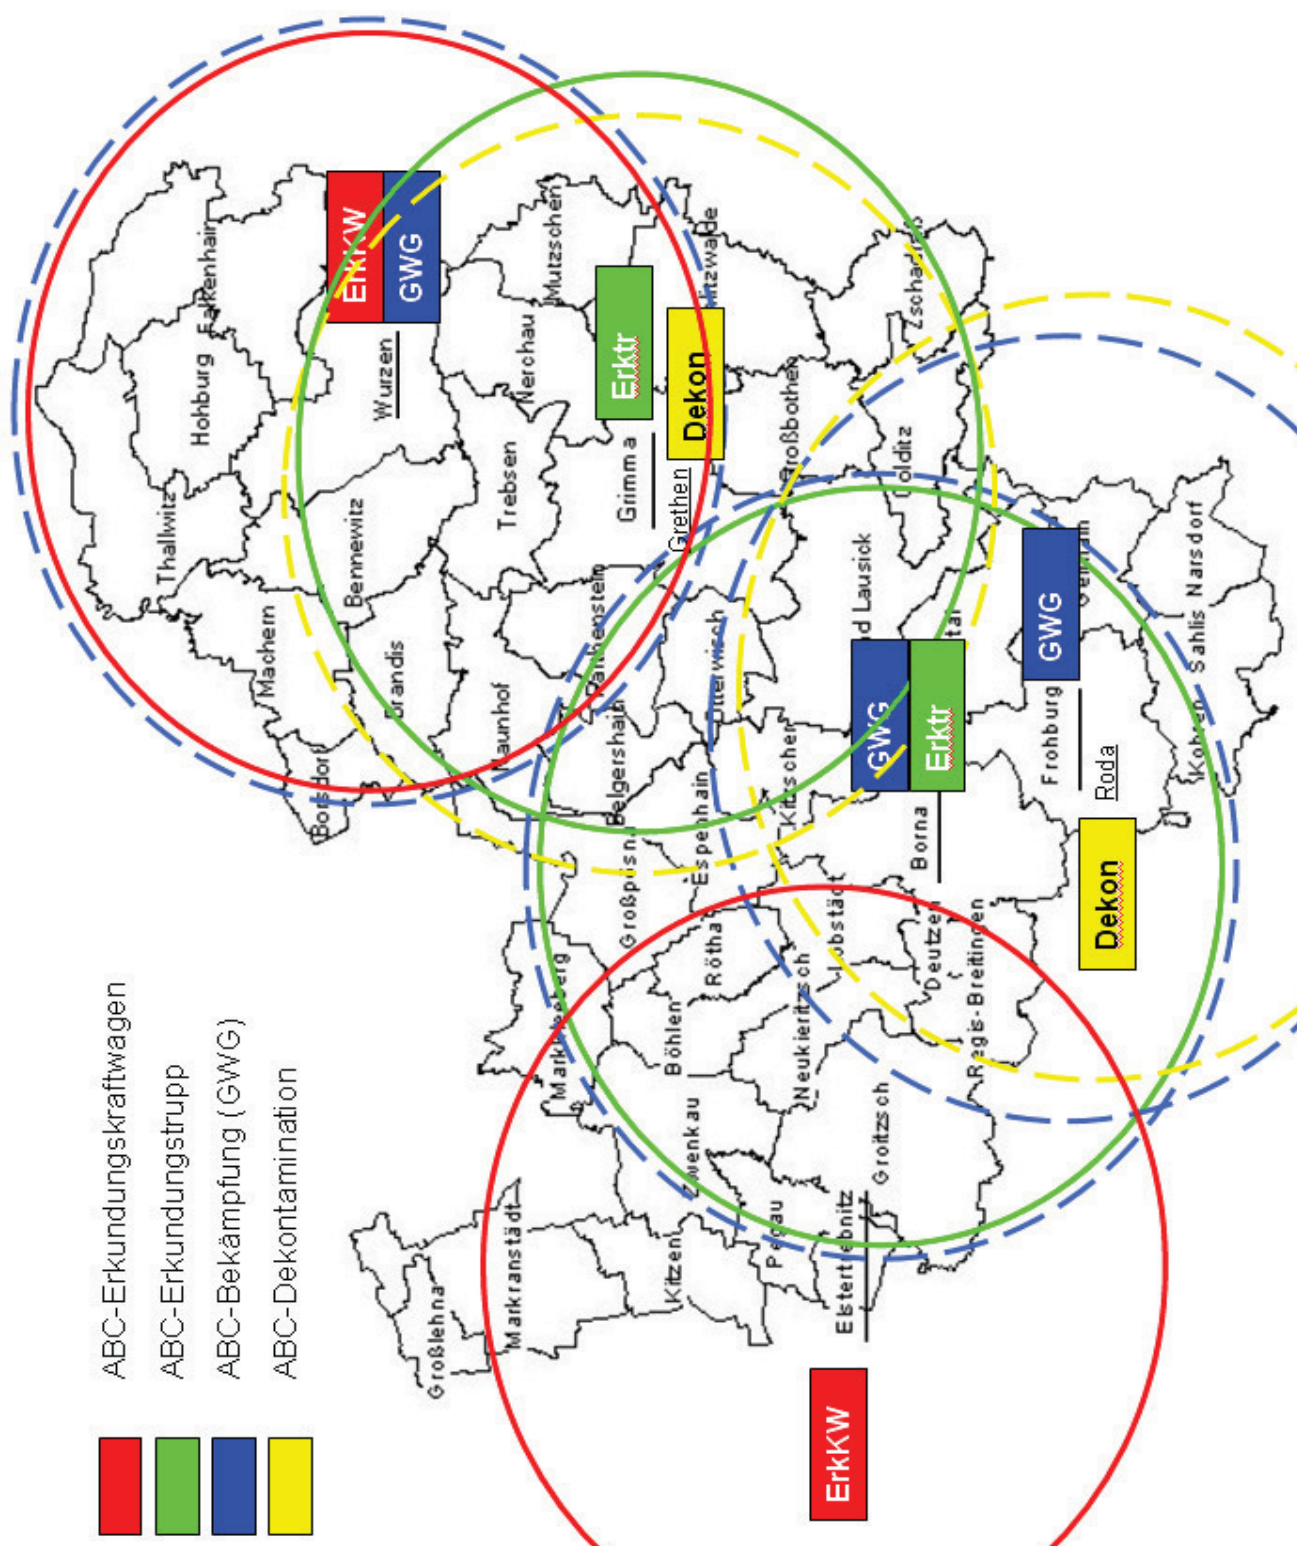 ABC-Erkundungskraftwagen
ABC-Erkundungstrupp
ABC-Bekämpfung (GWG)
ABC-Dekontamination
Thallwitz
Hohburg
Falkenhain
Machern
Borsdorf
ErkKW
Bennewitz
Wurzen
Brandis
GWG
Großlehna
Naunhof
Trebsen
Markranstädt
Nerchau
Mutzschen
Markkleeberg
Parthenstein
Belgershain
Erktr
Grimma
Großpösna
Böhlen
Kitzen
Grethen
Zwenkau
Dekon
Espenhain
Rötha
Otterwisch
Pegau
Kitzscher
Großbothen
Neukieritzsch
Lobstädt
ErkKW
Elstertrebnitz
d Lausick
GWG
Groitzsch
Colditz
Zschadraß
Borna
Deutzen
Erktr
Regis-Breitingen
Frohburg
GWG
Geithain
Roda
Dekon
Kohren
Sahlis
Narsdorf